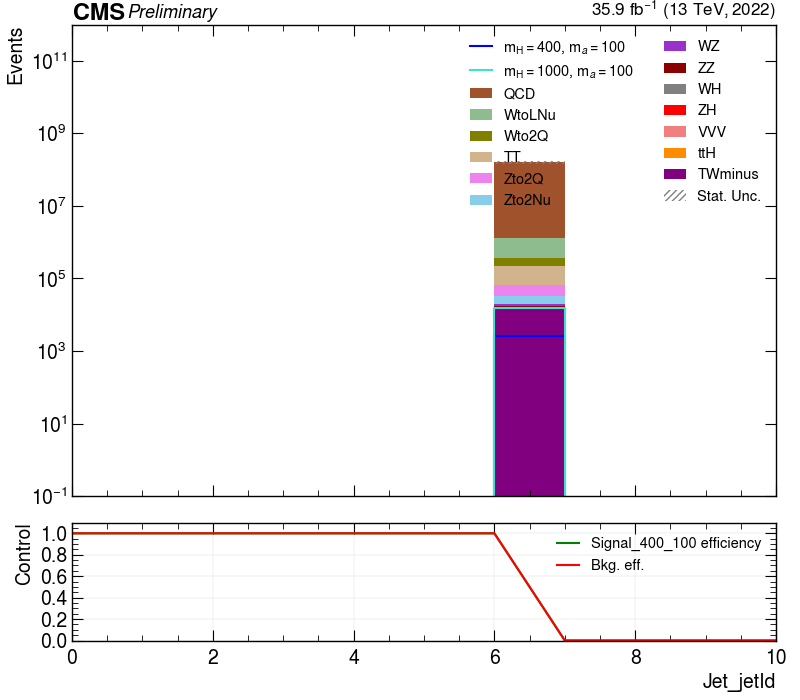 CMS Preliminary
35.9 fb⁻¹ (13 TeV, 2022)
Events
10¹¹
10⁹
10⁷
10⁵
10³
10¹
10⁻¹
m_H = 400, m_a = 100
m_H = 1000, m_a = 100
QCD
WtoLNu
Wto2Q
TT
Zto2Q
Zto2Nu
WZ
ZZ
WH
ZH
VVV
ttH
TWminus
Stat. Unc.
Control
1.0
0.8
0.6
0.4
0.2
0.0
Signal_400_100 efficiency
Bkg. eff.
0 2 4 6 8 10
Jet_jetId